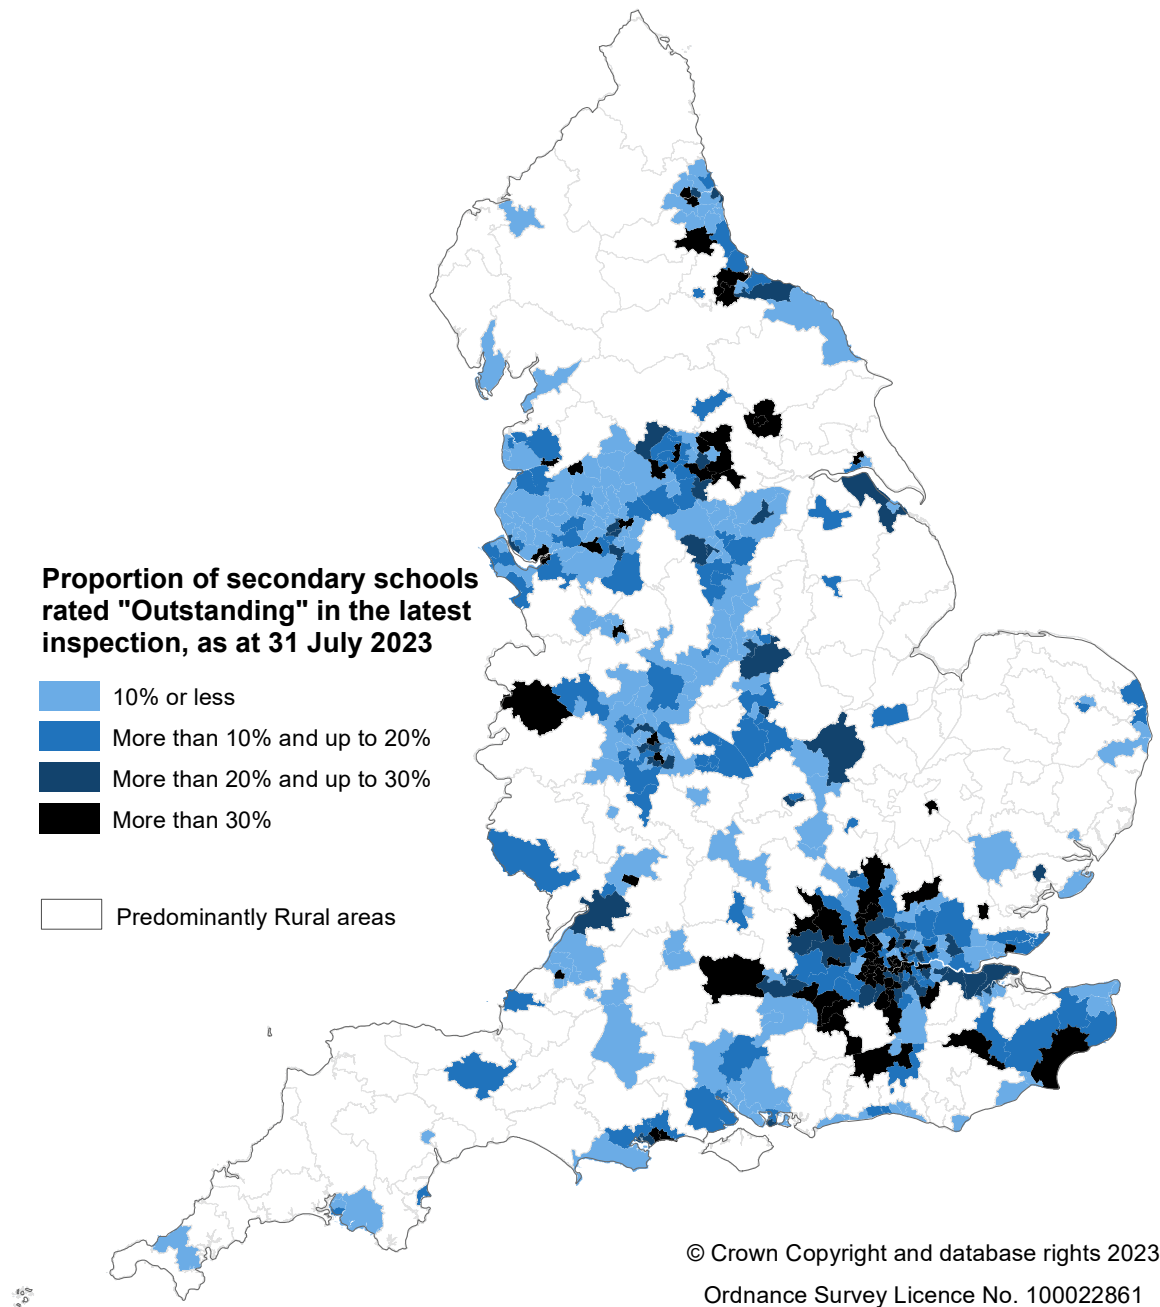 Proportion of secondary schools
rated "Outstanding" in the latest
inspection, as at 31 July 2023
10% or less
More than 10% and up to 20%
More than 20% and up to 30%
More than 30%
Predominantly Rural areas
© Crown Copyright and database rights 2023
Ordnance Survey Licence No. 100022861